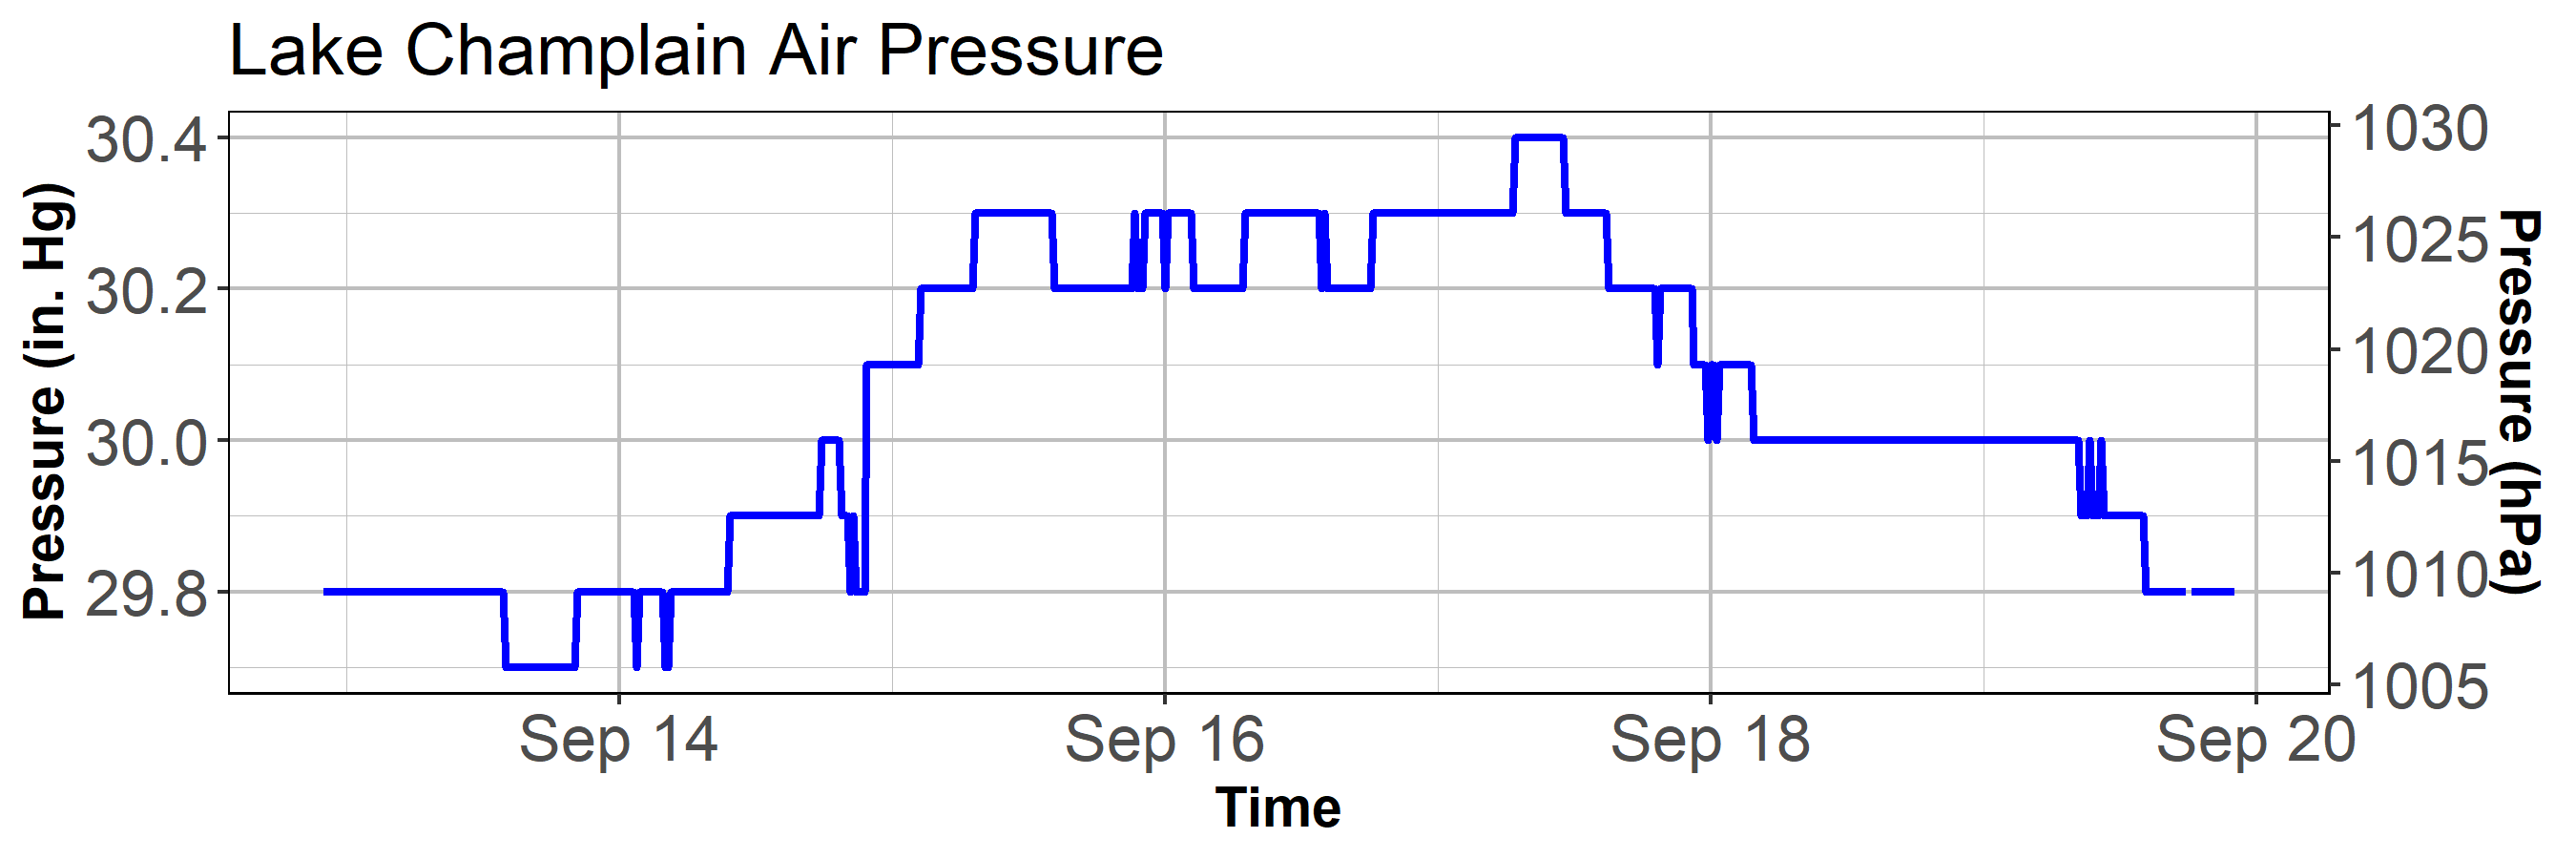 Lake Champlain Air Pressure
Pressure (in. Hg)
30.4
30.2
30.0
29.8
1030
1025
1020
1015
1010
1005
Pressure (hPa)
Sep 14 Sep 16 Sep 18 Sep 20
Time